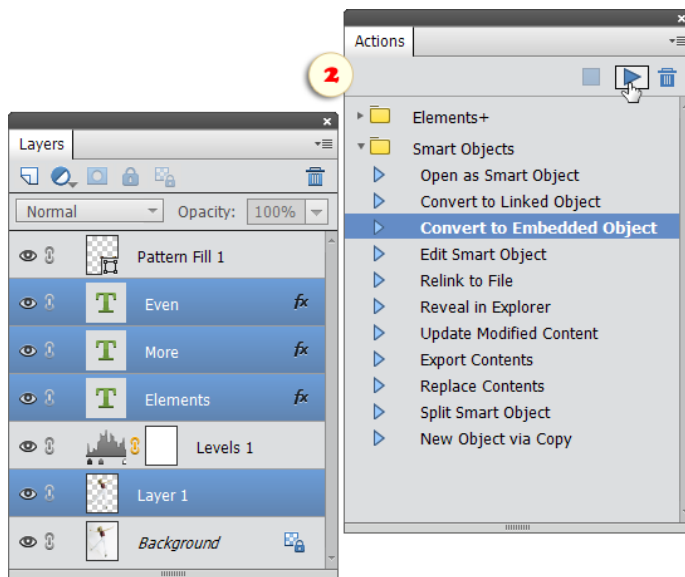 Layers
Normal Opacity: 100%
Pattern Fill 1
Even fx
More fx
Elements fx
Levels 1
Layer 1
Background
2
Actions
Elements+
Smart Objects
Open as Smart Object
Convert to Linked Object
Convert to Embedded Object
Edit Smart Object
Relink to File
Reveal in Explorer
Update Modified Content
Export Contents
Replace Contents
Split Smart Object
New Object via Copy